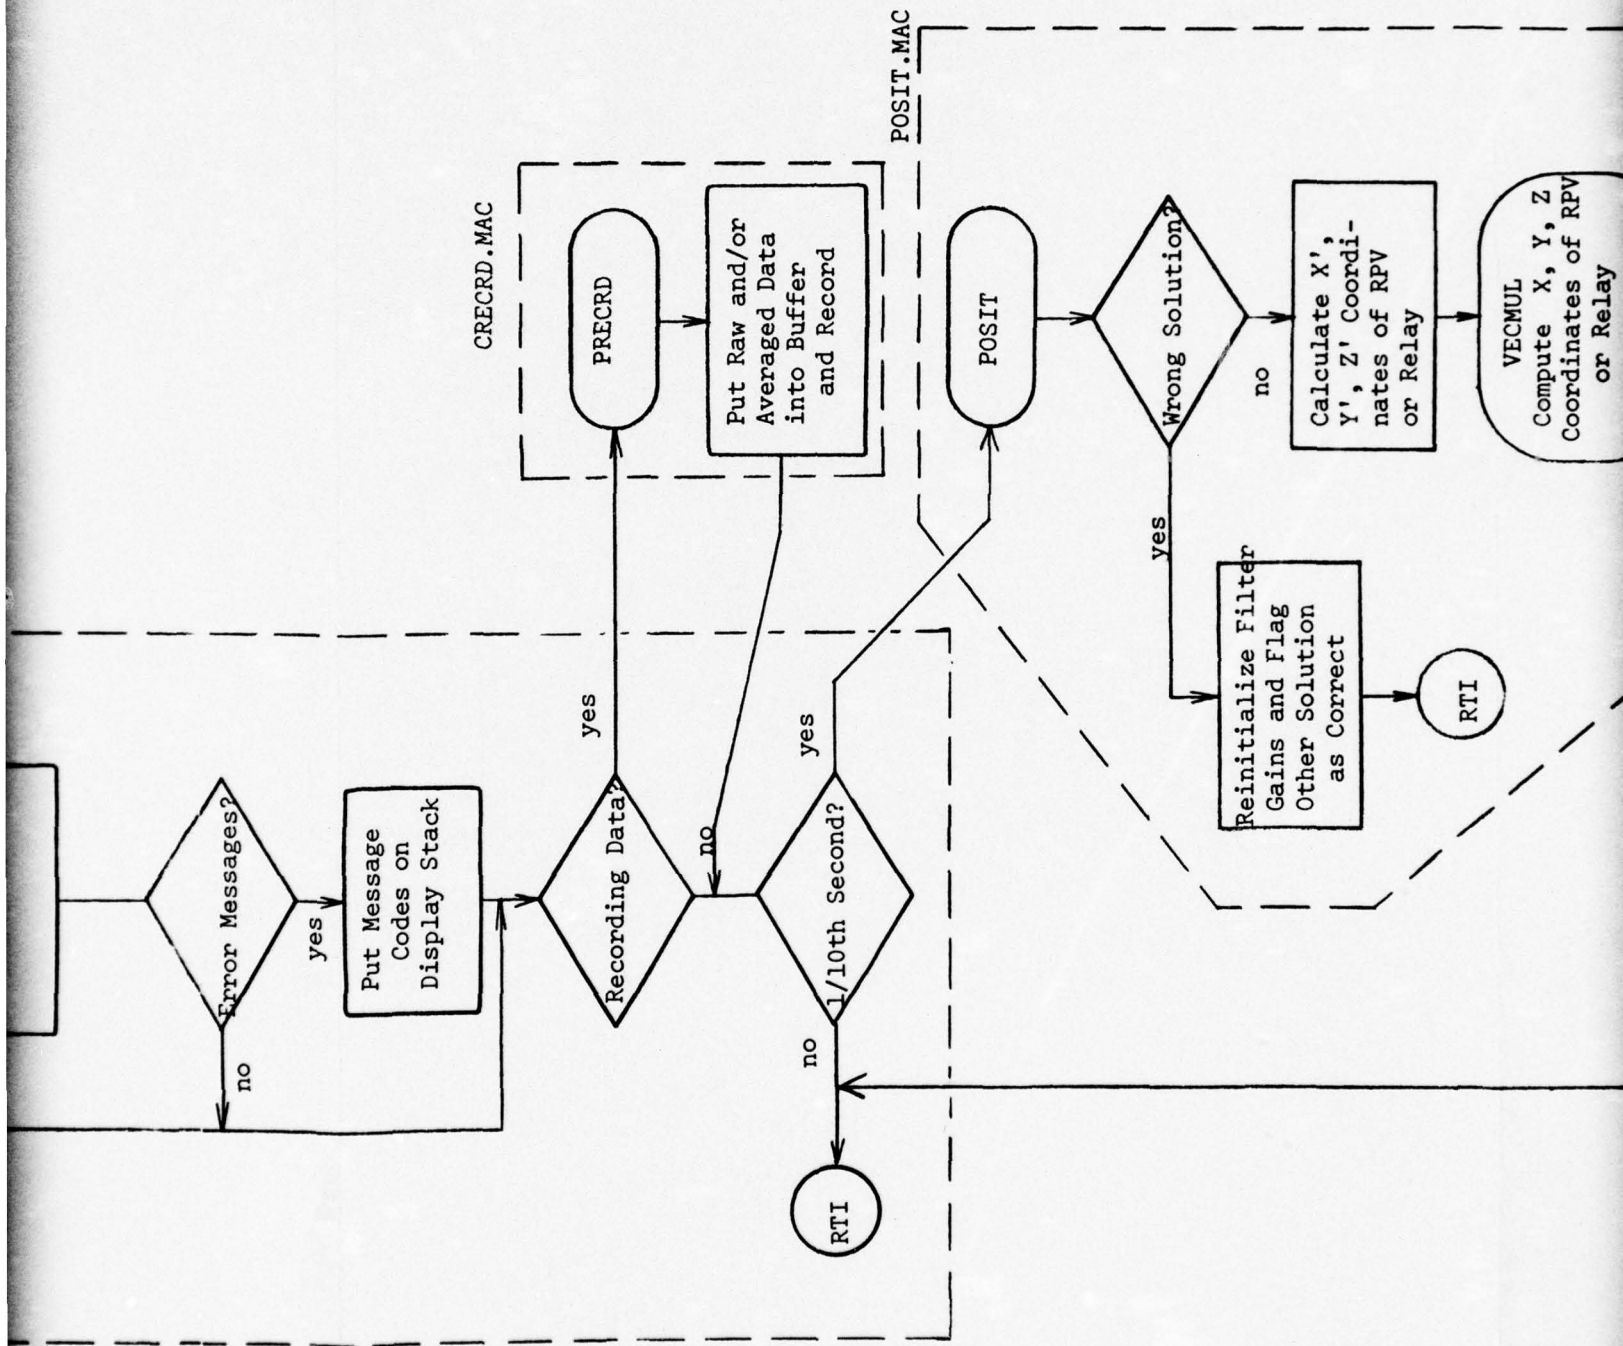 Error Messages?
no
yes
Put Message
Codes on
Display Stack
Recording Data?
yes
no
1/10th Second?
yes
no
RTI
CRECRD.MAC
PRECRD
Put Raw and/or
Averaged Data
into Buffer
and Record
POSIT.MAC
POSIT
Wrong Solution?
yes
no
Reinitialize Filter
Gains and Flag
Other Solution
as Correct
RTI
Calculate X',
Y', Z' Coordi-
nates of RPV
or Relay
VECMUL
Compute X, Y, Z
Coordinates of RPV
or Relay